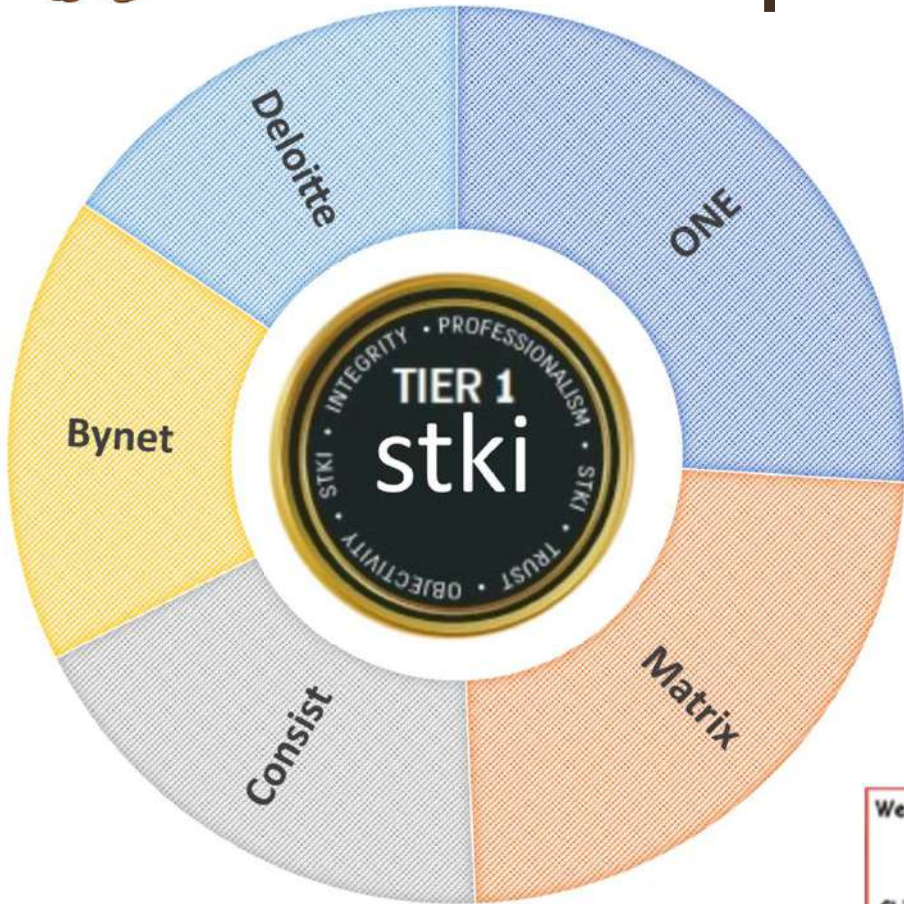 Deloitte
ONE
Bynet
INTEGRITY • PROFESSIONALISM • STKI • TRUST • OBJECTIVITY • STKI •
TIER 1
stki
Consist
Matrix
We